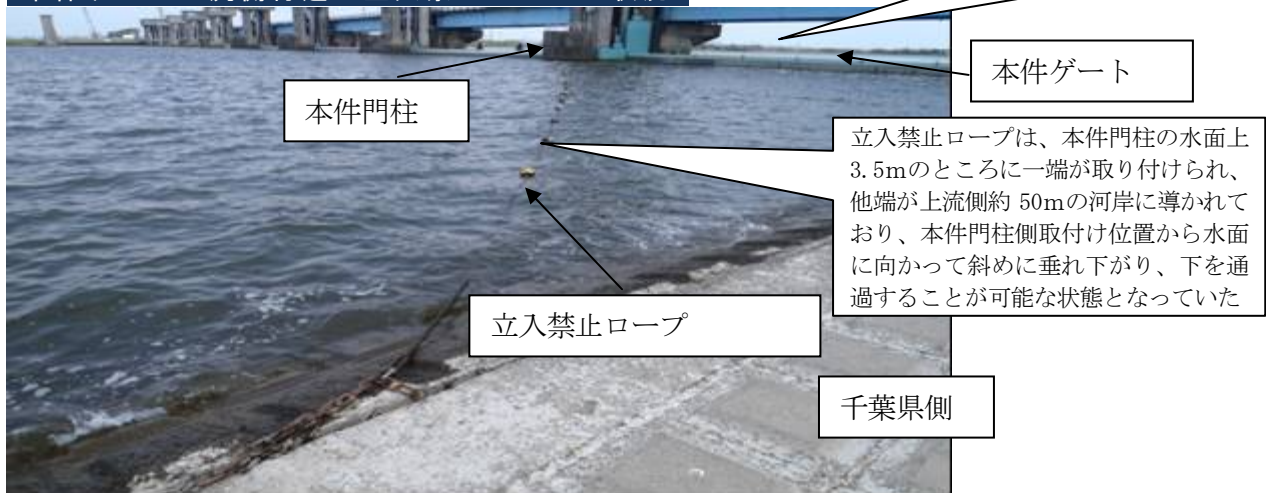 本件ゲート
本件門柱
立入禁止ロープは、本件門柱の水面上
3.5mのところに一端が取り付けられ、
他端が上流側約 50mの河岸に導かれて
おり、本件門柱側取付け位置から水面
に向かって斜めに垂れ下がり、下を通
過することが可能な状態となっていた
立入禁止ロープ
千葉県側